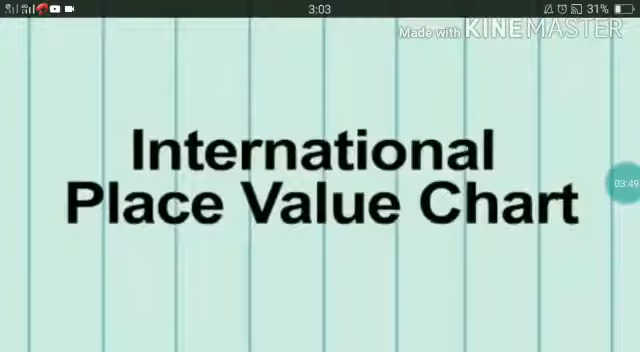 3:03
31%
Made with KINEMASTER
International
Place Value Chart
03:49